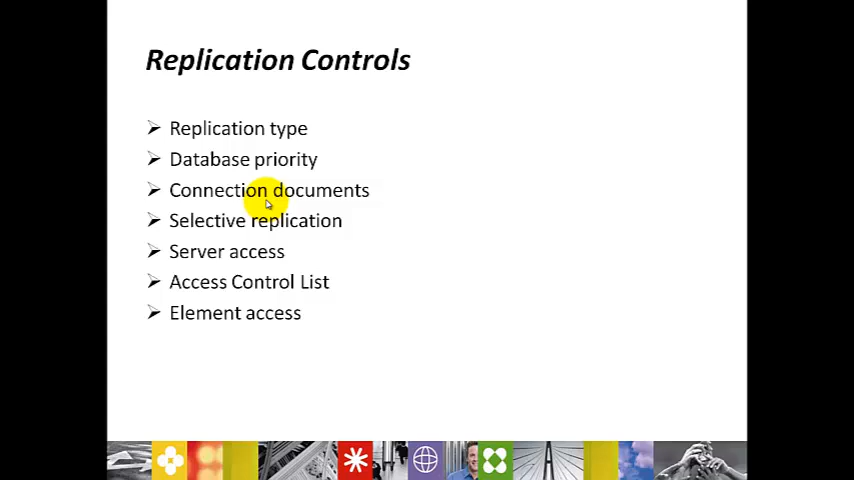 Replication Controls
Replication type
Database priority
Connection documents
Selective replication
Server access
Access Control List
Element access